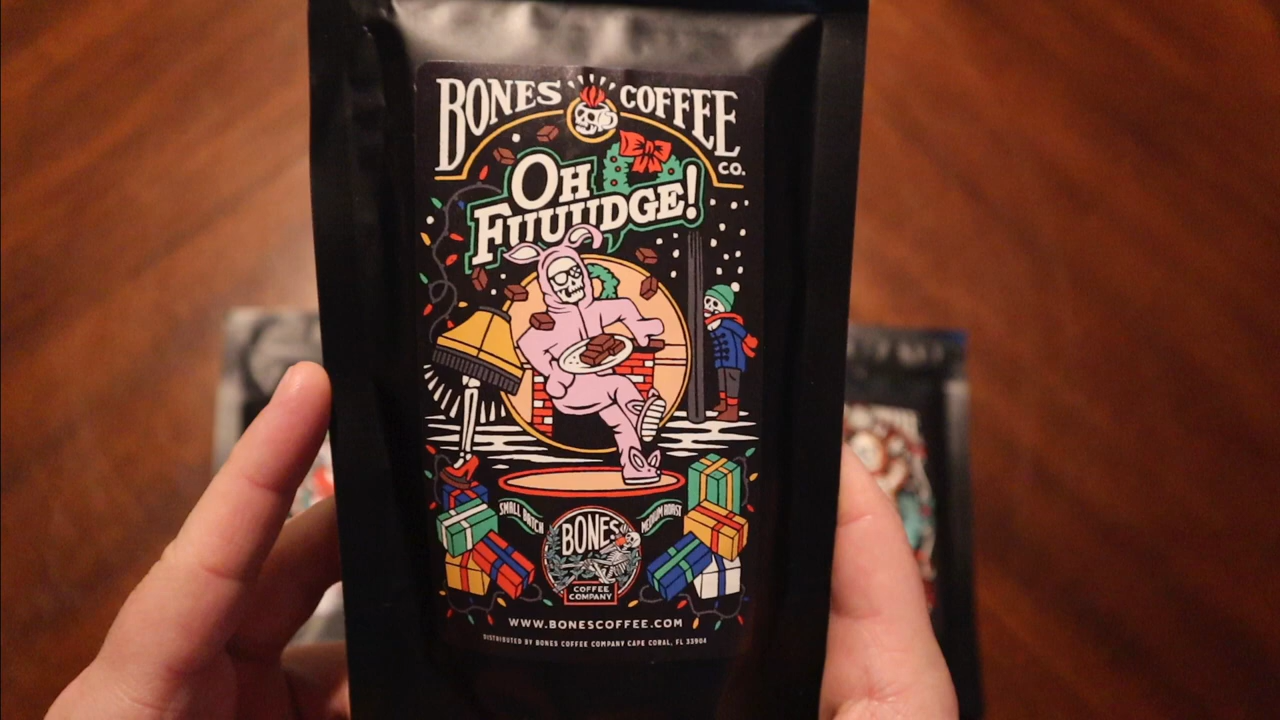 BONES COFFEE
CO.
OH
FUUUDGE!
SMALL BATCH
MEDIUM ROAST
BONES
COFFEE
COMPANY
WWW.BONESCOFFEE.COM
DISTRIBUTED BY BONES COFFEE COMPANY CAPE CORAL, FL 33904